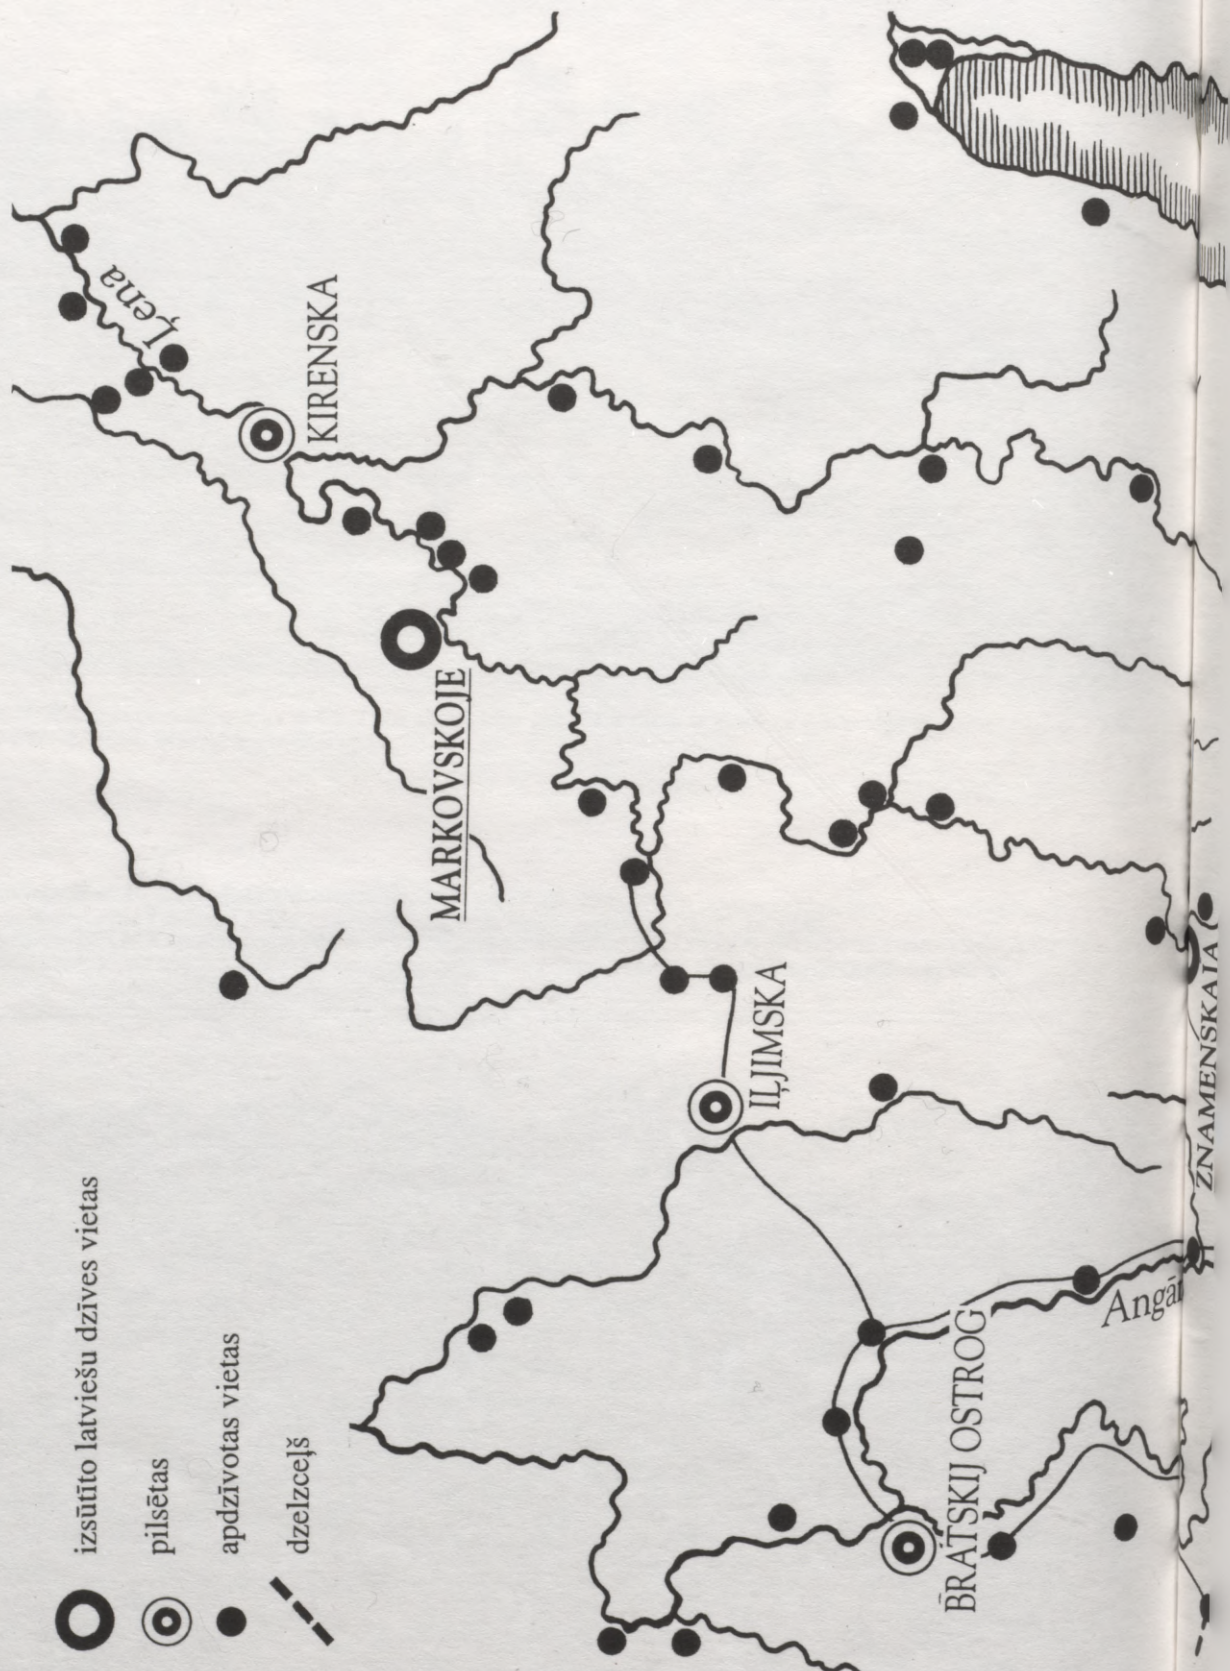 izsūtīto latviešu dzīves vietas
pilsētas
apdzīvotas vietas
dzelzceļš
Ļena
KIRENSKA
MARKOVSKOJE
IĻJIMSKA
BRATSKIJ OSTROG
ZNAMENSKAJA